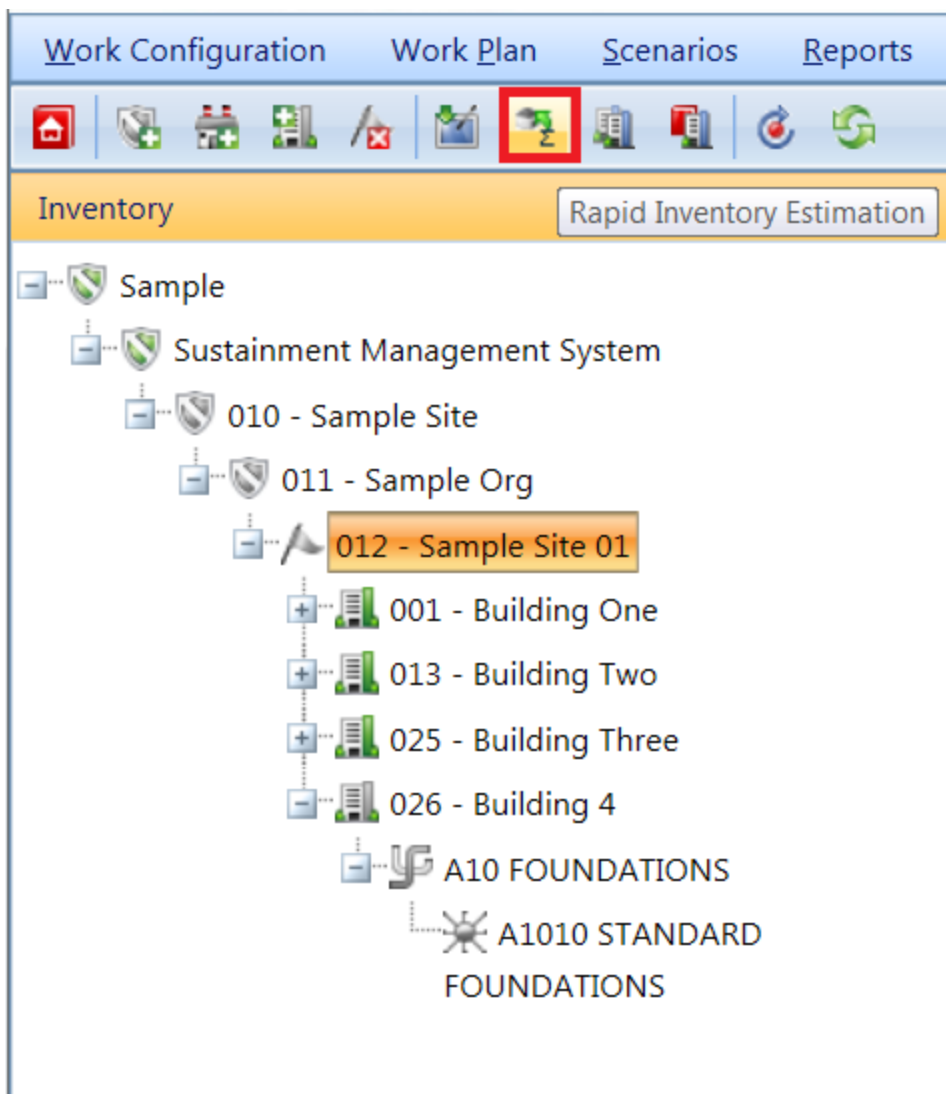 Work Configuration Work Plan Scenarios Reports
Inventory Rapid Inventory Estimation
Sample
Sustainment Management System
010 - Sample Site
011 - Sample Org
012 - Sample Site 01
001 - Building One
013 - Building Two
025 - Building Three
026 - Building 4
A10 FOUNDATIONS
A1010 STANDARD
FOUNDATIONS